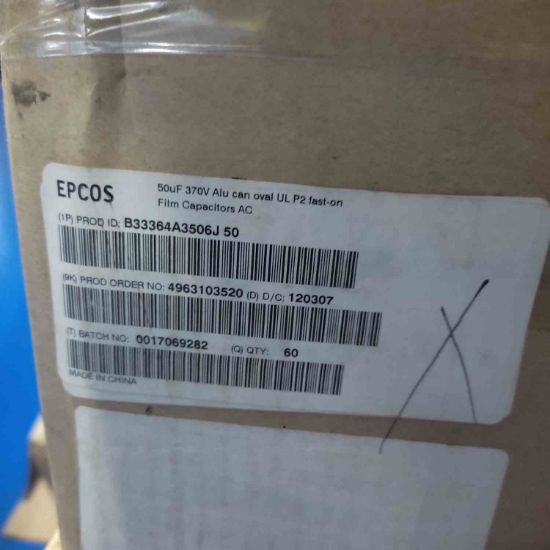 EPCOS
50uF 370V Alu can oval UL P2 fast-on
Film Capacitors AC
(1P) PROD ID: B33364A3506J 50
(9K) PROD ORDER NO: 4963103520 (D) D/C: 120307
(T) BATCH NO: 0017069282 (Q) QTY: 60
MADE IN CHINA